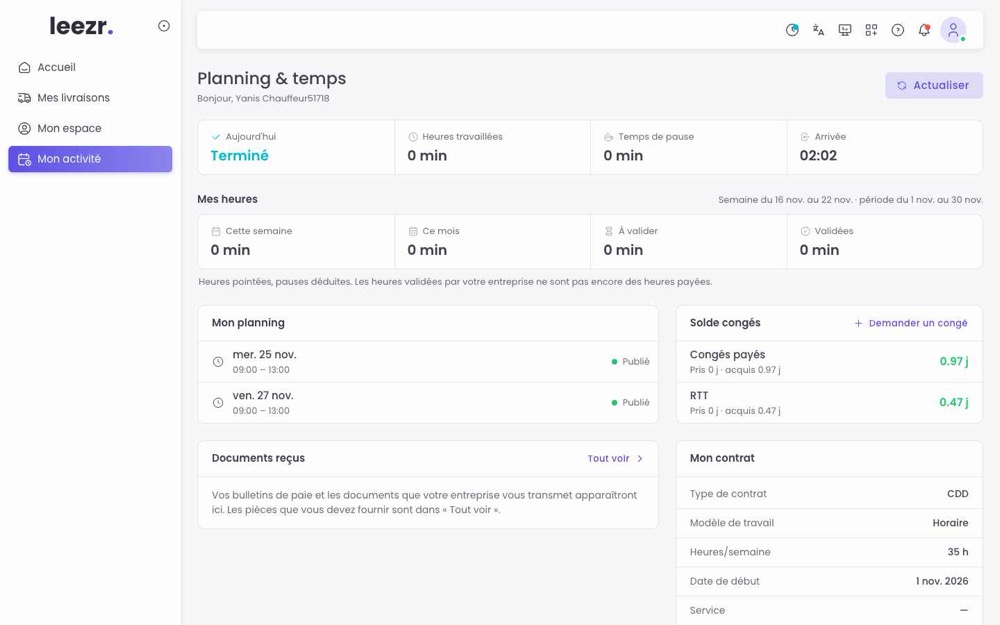 leezr.
Accueil
Mes livraisons
Mon espace
Mon activité
Planning & temps
Bonjour, Yanis Chauffeur51718
Actualiser
Aujourd'hui
Terminé
Heures travaillées
0 min
Temps de pause
0 min
Arrivée
02:02
Mes heures
Semaine du 16 nov. au 22 nov. · période du 1 nov. au 30 nov.
Cette semaine
0 min
Ce mois
0 min
À valider
0 min
Validées
0 min
Heures pointées, pauses déduites. Les heures validées par votre entreprise ne sont pas encore des heures payées.
Mon planning
mer. 25 nov.
09:00 – 13:00
Publié
ven. 27 nov.
09:00 – 13:00
Publié
Solde congés
Demander un congé
Congés payés
Pris 0 j · acquis 0.97 j
0.97 j
RTT
Pris 0 j · acquis 0.47 j
0.47 j
Documents reçus
Tout voir
Vos bulletins de paie et les documents que votre entreprise vous transmet apparaîtront
ici. Les pièces que vous devez fournir sont dans « Tout voir ».
Mon contrat
Type de contrat
CDD
Modèle de travail
Horaire
Heures/semaine
35 h
Date de début
1 nov. 2026
Service
—